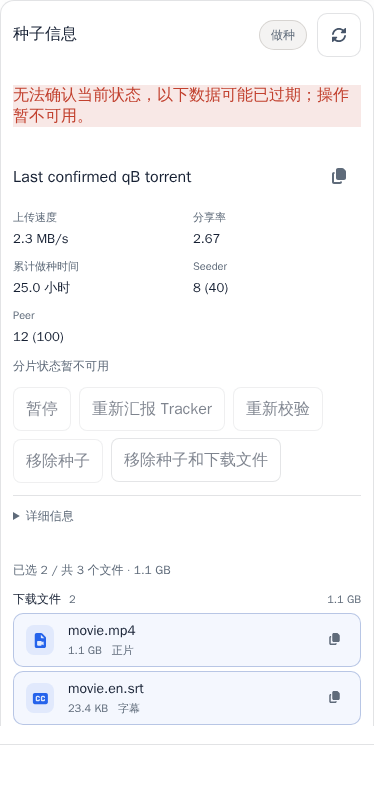 种子信息
做种
无法确认当前状态，以下数据可能已过期；操作
暂不可用。
Last confirmed qB torrent
上传速度
分享率
2.3 MB/s
2.67
累计做种时间
Seeder
25.0 小时
8 (40)
Peer
12 (100)
分片状态暂不可用
暂停
重新汇报 Tracker
重新校验
移除种子
移除种子和下载文件
详细信息
已选 2 / 共 3 个文件 · 1.1 GB
下载文件 2
1.1 GB
movie.mp4
1.1 GB 正片
CC
movie.en.srt
23.4 KB 字幕